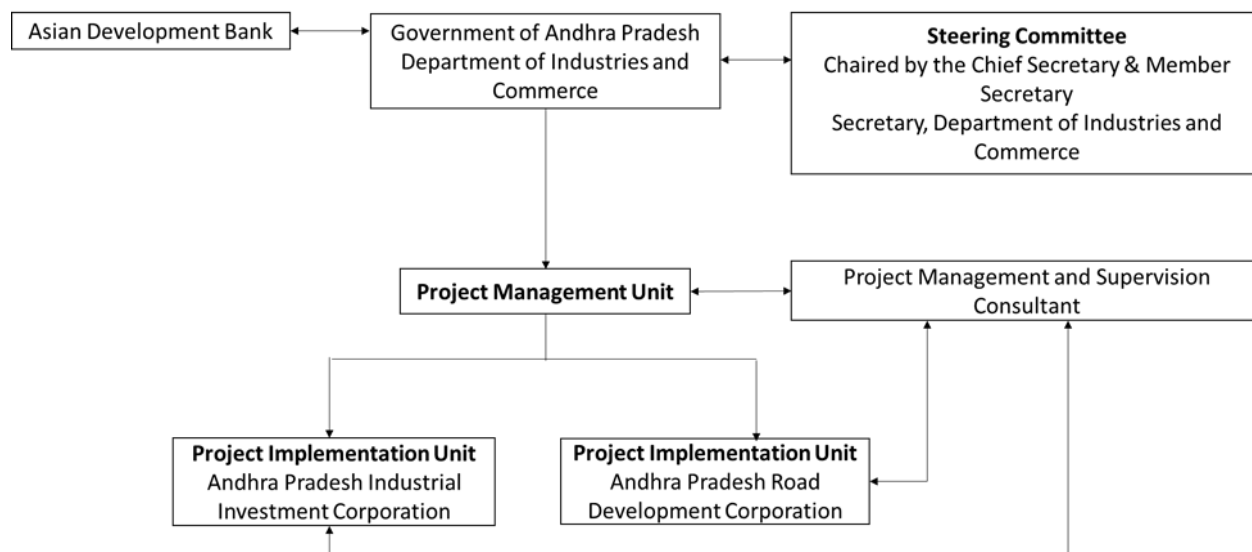 Asian Development Bank
Government of Andhra Pradesh
Department of Industries and
Commerce
Steering Committee
Chaired by the Chief Secretary & Member
Secretary
Secretary, Department of Industries and
Commerce
Project Management Unit
Project Management and Supervision
Consultant
Project Implementation Unit
Andhra Pradesh Industrial
Investment Corporation
Project Implementation Unit
Andhra Pradesh Road
Development Corporation